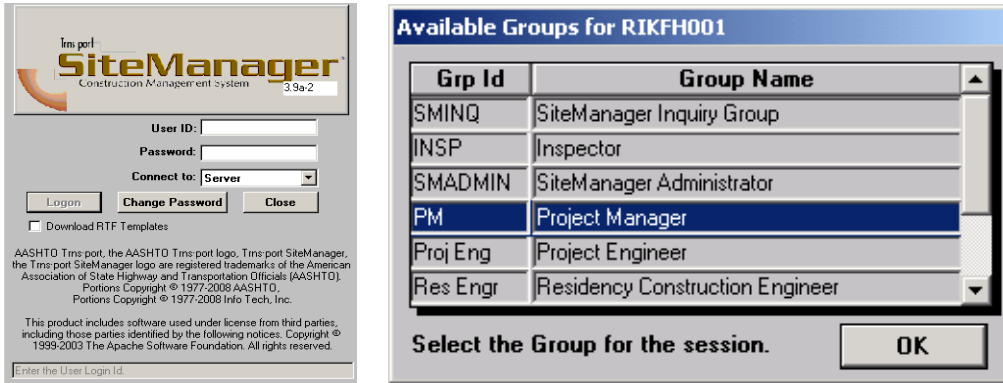 Trns·port
SiteManager
Construction Management System
3.9a-2
User ID:
Password:
Connect to: Server
Logon Change Password Close
Download RTF Templates
AASHTO Trns·port, the AASHTO Trns·port logo, Trns·port SiteManager,
the Trns·port SiteManager logo are registered trademarks of the American
Association of State Highway and Transportation Officials (AASHTO).
Portions Copyright © 1977-2008 AASHTO,
Portions Copyright © 1977-2008 Info Tech, Inc.
This product includes software used under license from third parties,
including those parties identified by the following notices. Copyright ©
1999-2003 The Apache Software Foundation. All rights reserved.
Enter the User Login Id.
Available Groups for RIKFH001
Grp Id Group Name
SMINQ SiteManager Inquiry Group
INSP Inspector
SMADMIN SiteManager Administrator
PM Project Manager
Proj Eng Project Engineer
Res Engr Residency Construction Engineer
Select the Group for the session. OK